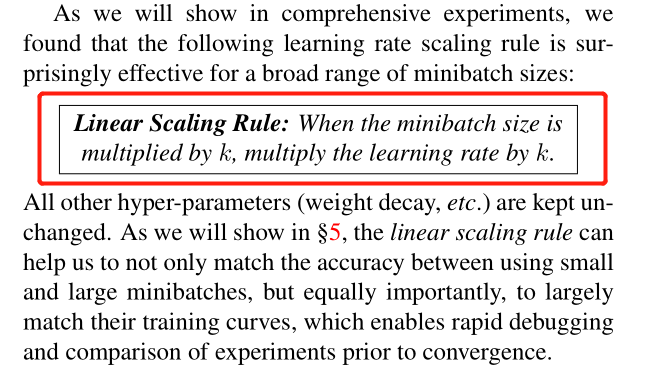 As we will show in comprehensive experiments, we
found that the following learning rate scaling rule is sur-
prisingly effective for a broad range of minibatch sizes:
Linear Scaling Rule: When the minibatch size is
multiplied by k, multiply the learning rate by k.
All other hyper-parameters (weight decay, etc.) are kept un-
changed. As we will show in §5, the linear scaling rule can
help us to not only match the accuracy between using small
and large minibatches, but equally importantly, to largely
match their training curves, which enables rapid debugging
and comparison of experiments prior to convergence.